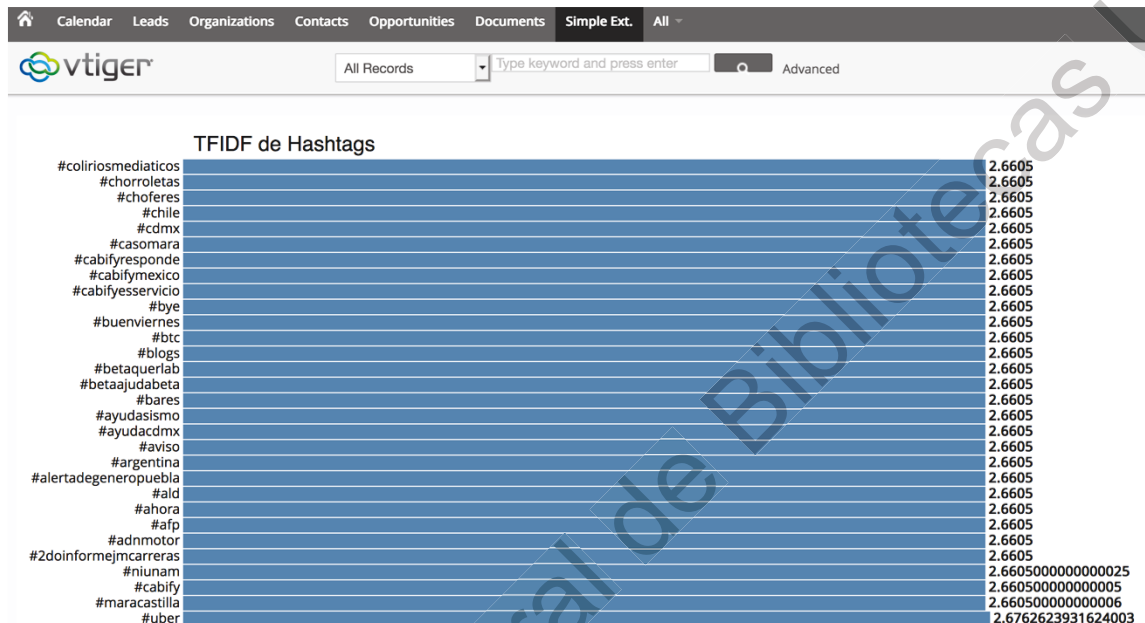 Calendar Leads Organizations Contacts Opportunities Documents Simple Ext. All
vtiger All Records Type keyword and press enter Advanced
TFIDF de Hashtags
#coliriosmediaticos 2.6605
#chorroletas 2.6605
#choferes 2.6605
#chile 2.6605
#cdmx 2.6605
#casomara 2.6605
#cabifyresponde 2.6605
#cabifymexico 2.6605
#cabifyesservicio 2.6605
#bye 2.6605
#buenviernes 2.6605
#btc 2.6605
#blogs 2.6605
#betaquerlab 2.6605
#betaajudabeta 2.6605
#bares 2.6605
#ayudasismo 2.6605
#ayudacdmx 2.6605
#aviso 2.6605
#argentina 2.6605
#alertadegeneropuebla 2.6605
#ald 2.6605
#ahora 2.6605
#afp 2.6605
#adnmotor 2.6605
#2doinformejmcarreras 2.6605
#niunam 2.6605000000000025
#cabify 2.660500000000005
#maracastilla 2.660500000000006
#uber 2.6762623931624003
de Bibliotecas